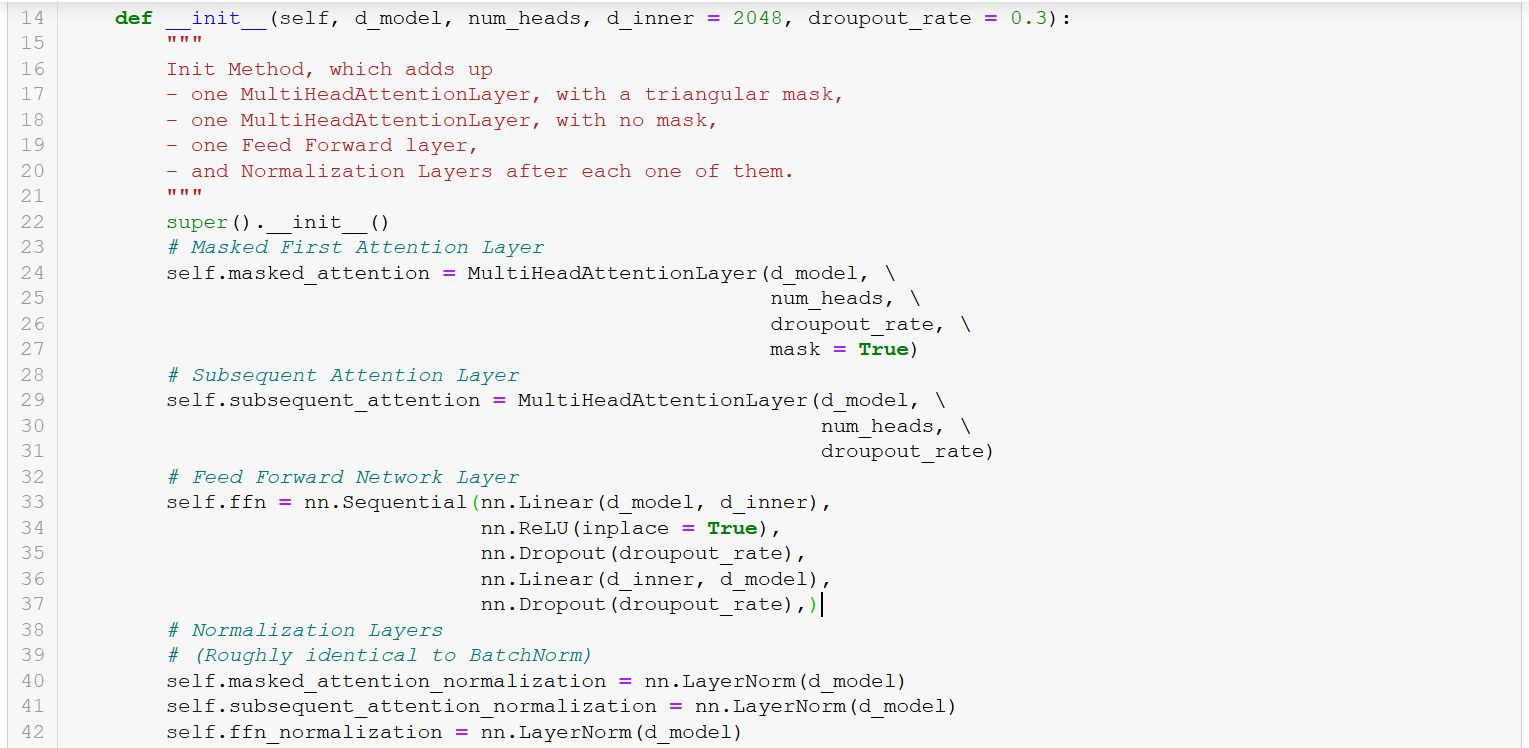 14 def __init__(self, d_model, num_heads, d_inner = 2048, droupout_rate = 0.3):
15 """
16 Init Method, which adds up
17 - one MultiHeadAttentionLayer, with a triangular mask,
18 - one MultiHeadAttentionLayer, with no mask,
19 - one Feed Forward layer,
20 - and Normalization Layers after each one of them.
21 """
22 super().__init__()
23 # Masked First Attention Layer
24 self.masked_attention = MultiHeadAttentionLayer(d_model, \
25 num_heads, \
26 droupout_rate, \
27 mask = True)
28 # Subsequent Attention Layer
29 self.subsequent_attention = MultiHeadAttentionLayer(d_model, \
30 num_heads, \
31 droupout_rate)
32 # Feed Forward Network Layer
33 self.ffn = nn.Sequential(nn.Linear(d_model, d_inner),
34 nn.ReLU(inplace = True),
35 nn.Dropout(droupout_rate),
36 nn.Linear(d_inner, d_model),
37 nn.Dropout(droupout_rate),)
38 # Normalization Layers
39 # (Roughly identical to BatchNorm)
40 self.masked_attention_normalization = nn.LayerNorm(d_model)
41 self.subsequent_attention_normalization = nn.LayerNorm(d_model)
42 self.ffn_normalization = nn.LayerNorm(d_model)